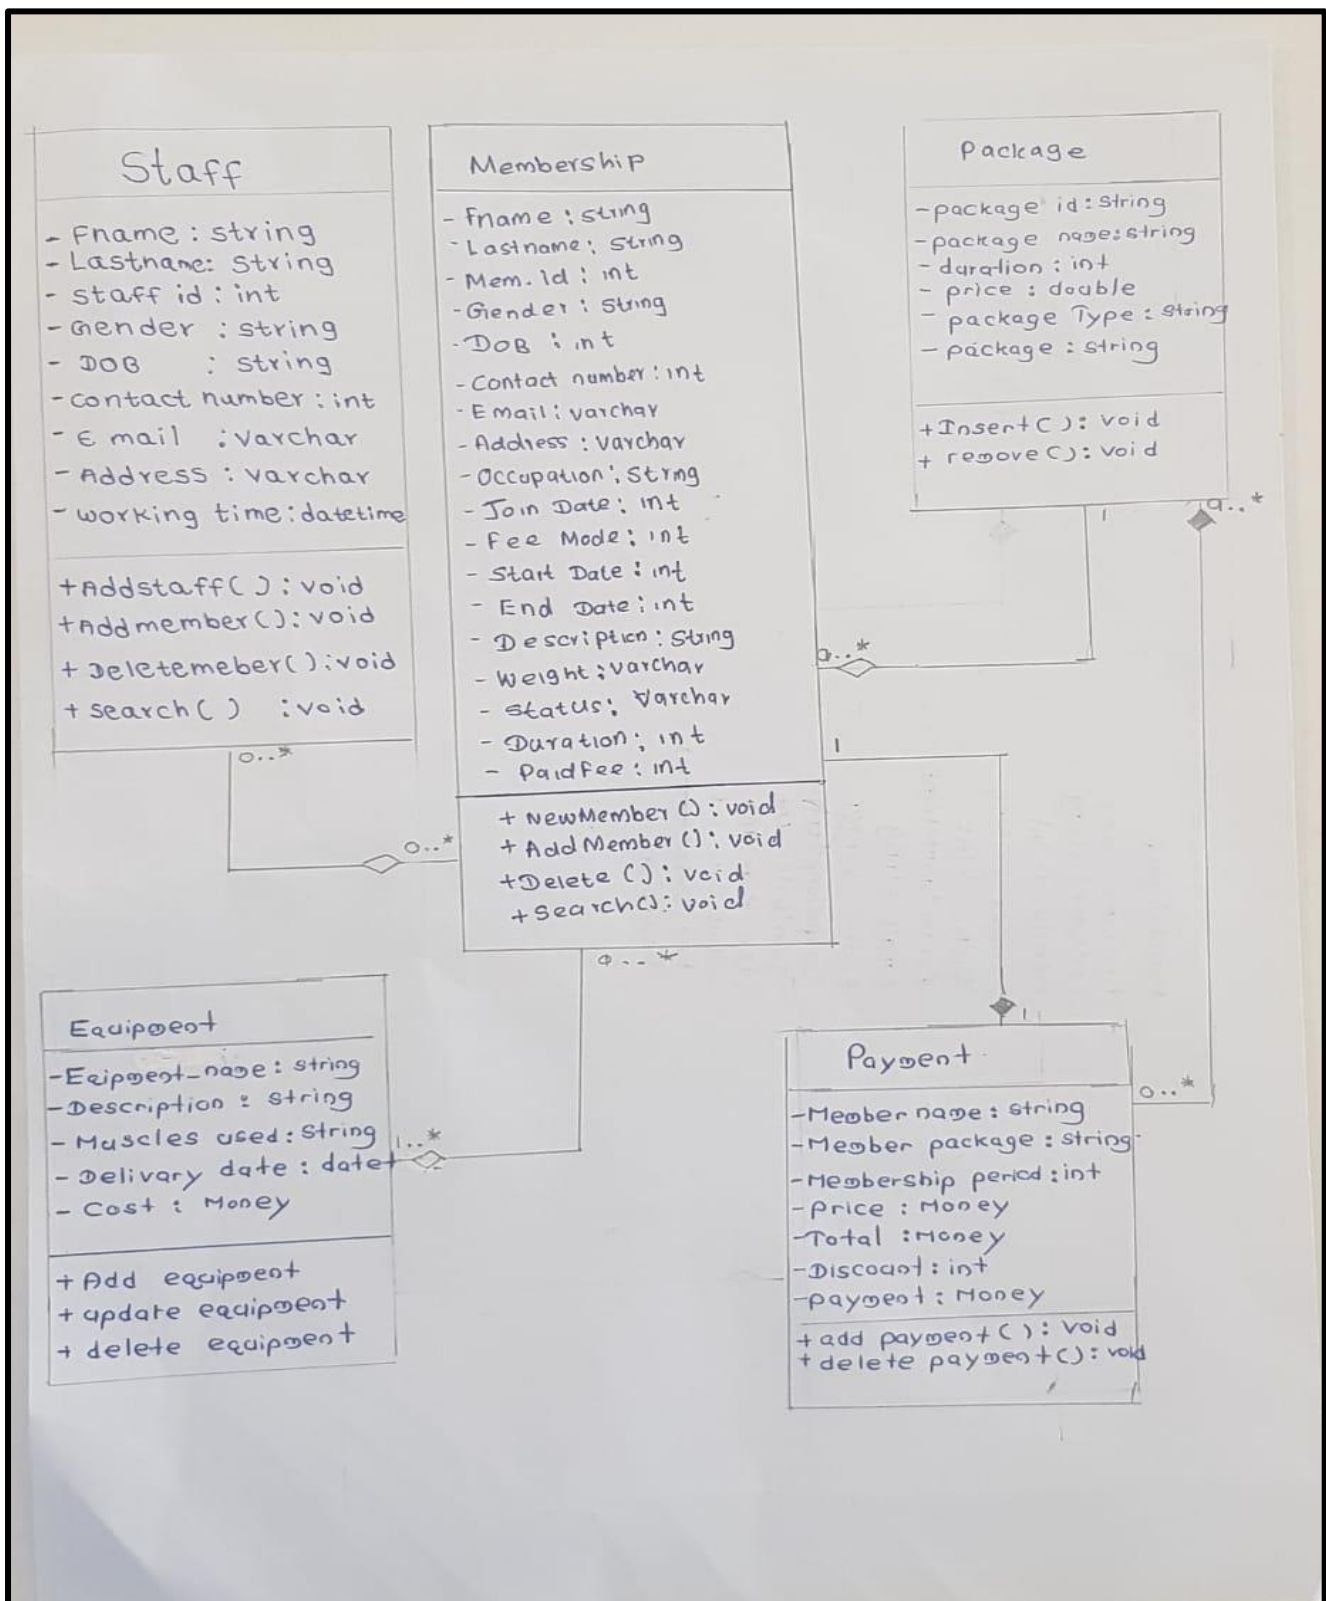 Staff
- Fname : string
- Lastname: string
- staff id : int
- Gender : string
- DOB : string
- contact number : int
- E mail : varchar
- Address : varchar
- working time : datetime
+Addstaff() : void
+Addmember() : void
+ Deletemeber() : void
+ search() : void
0..*
0..*
Membership
- Fname : string
- Lastname : string
- Mem. Id : int
- Gender : string
- DOB : int
- Contact number : int
- Email : varchar
- Address : varchar
- Occupation : string
- Join Date : int
- Fee Mode : int
- Start Date : int
- End Date : int
- Description : string
- Weight : varchar
- Status : varchar
- Duration : int
- PaidFee : int
+ NewMember() : void
+ AddMember() : void
+Delete() : void
+ Search() : void
0..*
1
0..*
Package
- package id : string
- package name : string
- duration : int
- price : double
- package Type : string
- package : string
+Insert() : void
+ remove() : void
1
0..*
Equipment
- Eqipment_name : string
- Description : string
- Muscles used : string
- Delivary date : datet
- Cost : Money
+ Add equipment
+ update equipment
+ delete equipment
1..*
1
Payment
- Member name : string
- Member package : string
- Membership period : int
- Price : Money
- Total : Money
- Discount : int
- payment : Money
+ add payment() : void
+ delete payment() : void
0..*